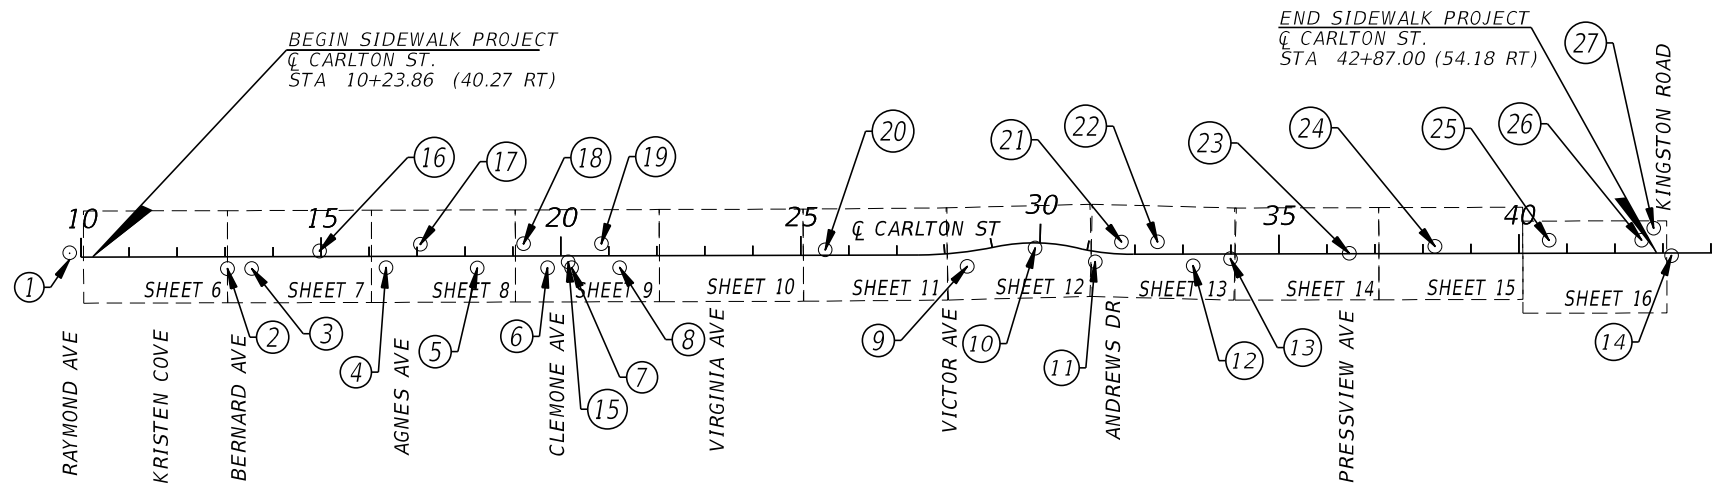 BEGIN SIDEWALK PROJECT
℄ CARLTON ST.
STA 10+23.86 (40.27 RT)
END SIDEWALK PROJECT
℄ CARLTON ST.
STA 42+87.00 (54.18 RT)
27
KINGSTON ROAD
16
17
18
19
20
21
22
23
24
25
26
10
15
20
25
30
35
40
℄ CARLTON ST
SHEET 6
SHEET 7
SHEET 8
SHEET 9
SHEET 10
SHEET 11
SHEET 12
SHEET 13
SHEET 14
SHEET 15
SHEET 16
1
2
3
4
5
6
7
15
8
9
10
11
12
13
14
RAYMOND AVE
KRISTEN COVE
BERNARD AVE
AGNES AVE
CLEMONE AVE
VIRGINIA AVE
VICTOR AVE
ANDREWS DR
PRESSVIEW AVE